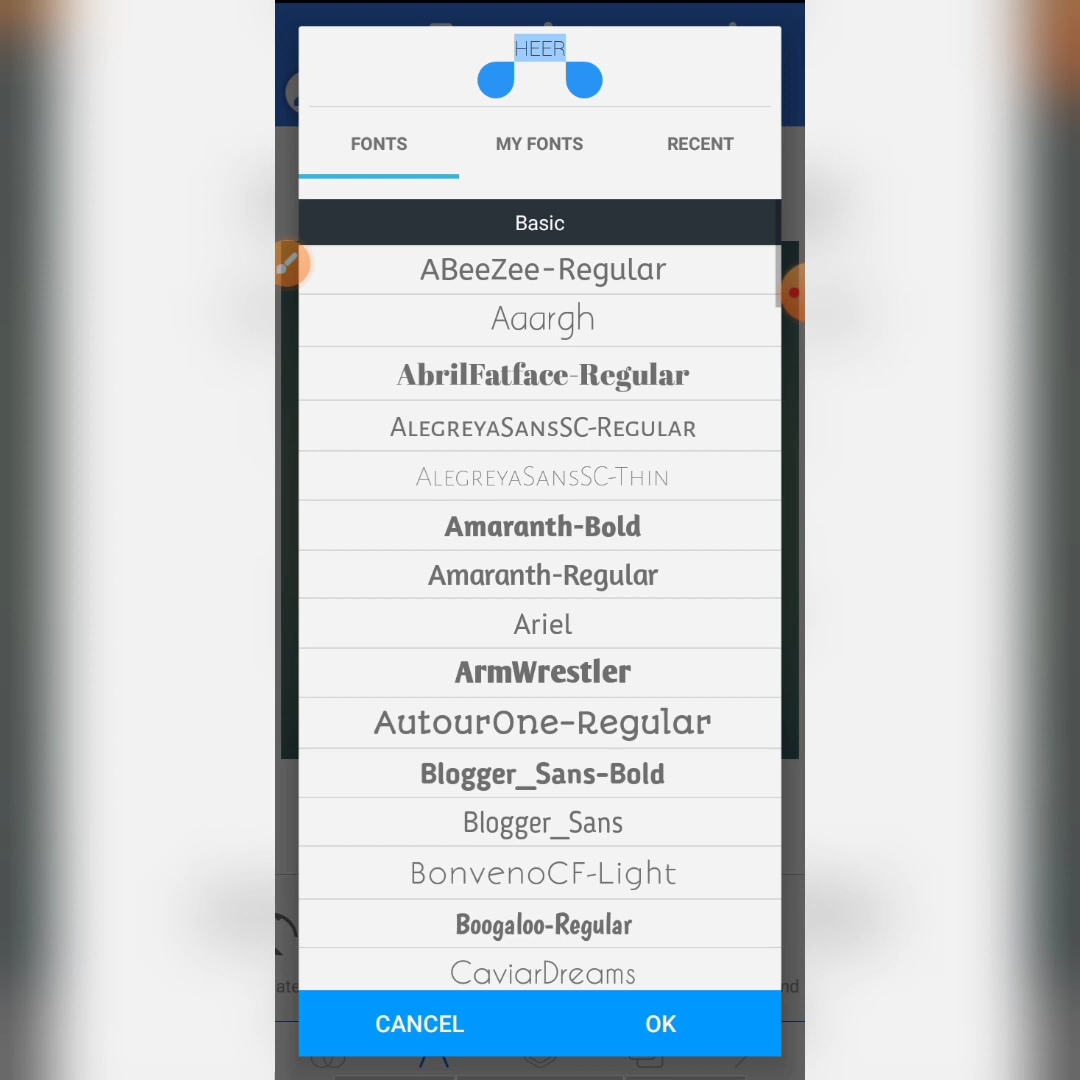 HEER
FONTS MY FONTS RECENT
Basic
ABeeZee-Regular
Aaargh
AbrilFatface-Regular
AlegreyaSansSC-Regular
AlegreyaSansSC-Thin
Amaranth-Bold
Amaranth-Regular
Ariel
ArmWrestler
AutourOne-Regular
Blogger_Sans-Bold
Blogger_Sans
BonvenoCF-Light
Boogaloo-Regular
CaviarDreams
CANCEL OK